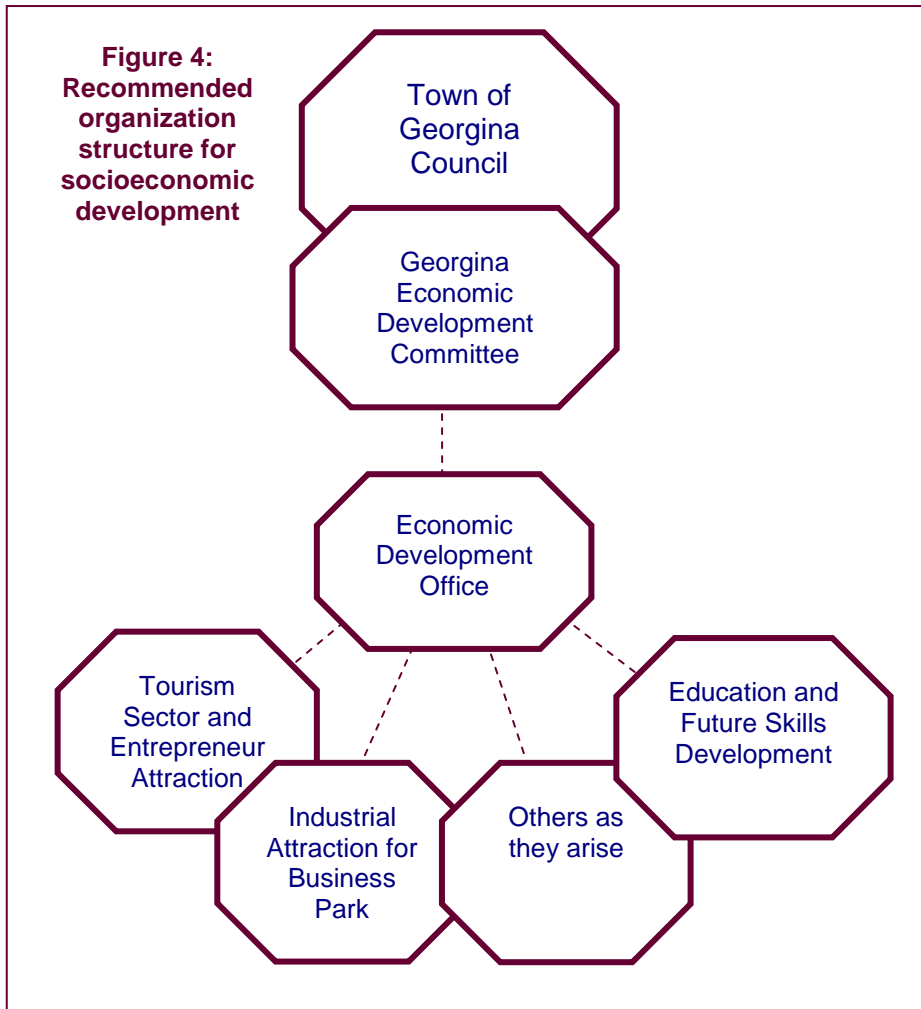 Figure 4:
Recommended
organization
structure for
socioeconomic
development
Town of
Georgina
Council
Georgina
Economic
Development
Committee
Economic
Development
Office
Tourism
Sector and
Entrepreneur
Attraction
Industrial
Attraction for
Business
Park
Others as
they arise
Education and
Future Skills
Development